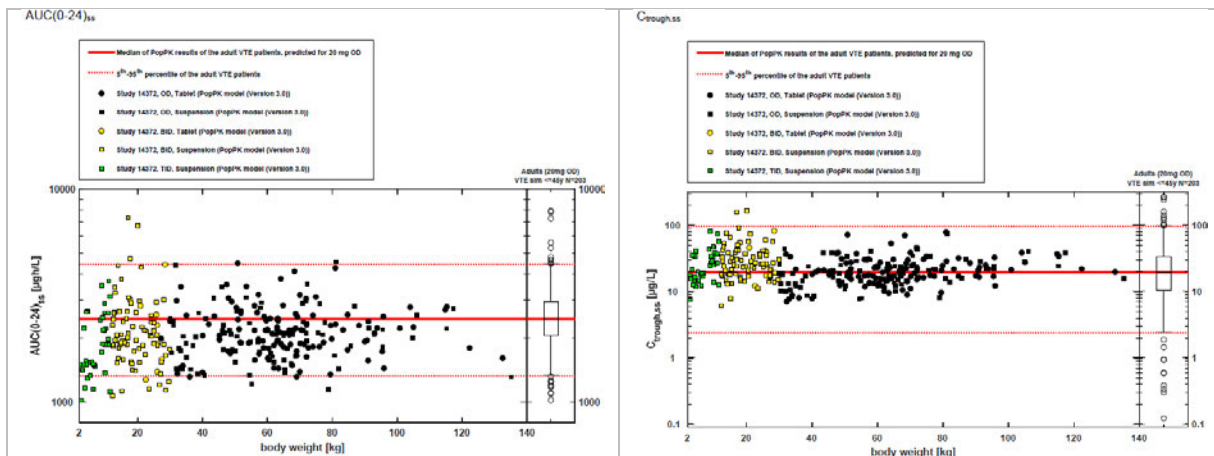 AUC(0-24)ss
Median of PopPK results of the adult VTE patients, predicted for 20 mg OD
5th-95th percentile of the adult VTE patients
Study 14372, OD, Tablet (PopPK model (Version 3.0))
Study 14372, OD, Suspension (PopPK model (Version 3.0))
Study 14372, BID, Tablet (PopPK model (Version 3.0))
Study 14372, BID, Suspension (PopPK model (Version 3.0))
Study 14372, TID, Suspension (PopPK model (Version 3.0))
Adults (20mg OD)
VTE sim <=45y N=203
10000
10000
AUC(0-24)ss [µgh/L]
1000
1000
2
20
40
60
80
100
120
140
body weight [kg]
Ctrough,ss
Median of PopPK results of the adult VTE patients, predicted for 20 mg OD
5th-95th percentile of the adult VTE patients
Study 14372, OD, Tablet (PopPK model (Version 3.0))
Study 14372, OD, Suspension (PopPK model (Version 3.0))
Study 14372, BID, Tablet (PopPK model (Version 3.0))
Study 14372, BID, Suspension (PopPK model (Version 3.0))
Study 14372, TID, Suspension (PopPK model (Version 3.0))
Adults (20mg OD)
VTE sim <=45y N=203
Ctrough,ss [µg/L]
100
100
10
10
1
1
0.1
0.1
2
20
40
60
80
100
120
140
body weight [kg]